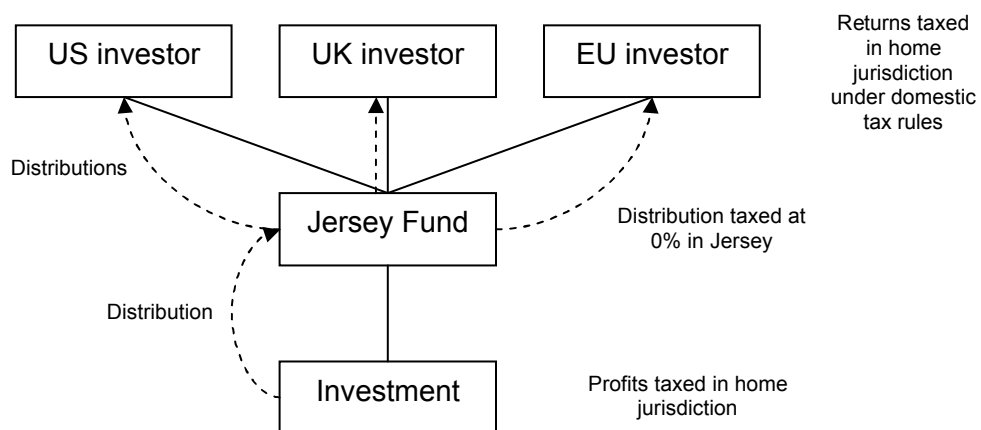 US investor
UK investor
EU investor
Returns taxed
in home
jurisdiction
under domestic
tax rules
Distributions
Jersey Fund
Distribution taxed at
0% in Jersey
Distribution
Investment
Profits taxed in home
jurisdiction